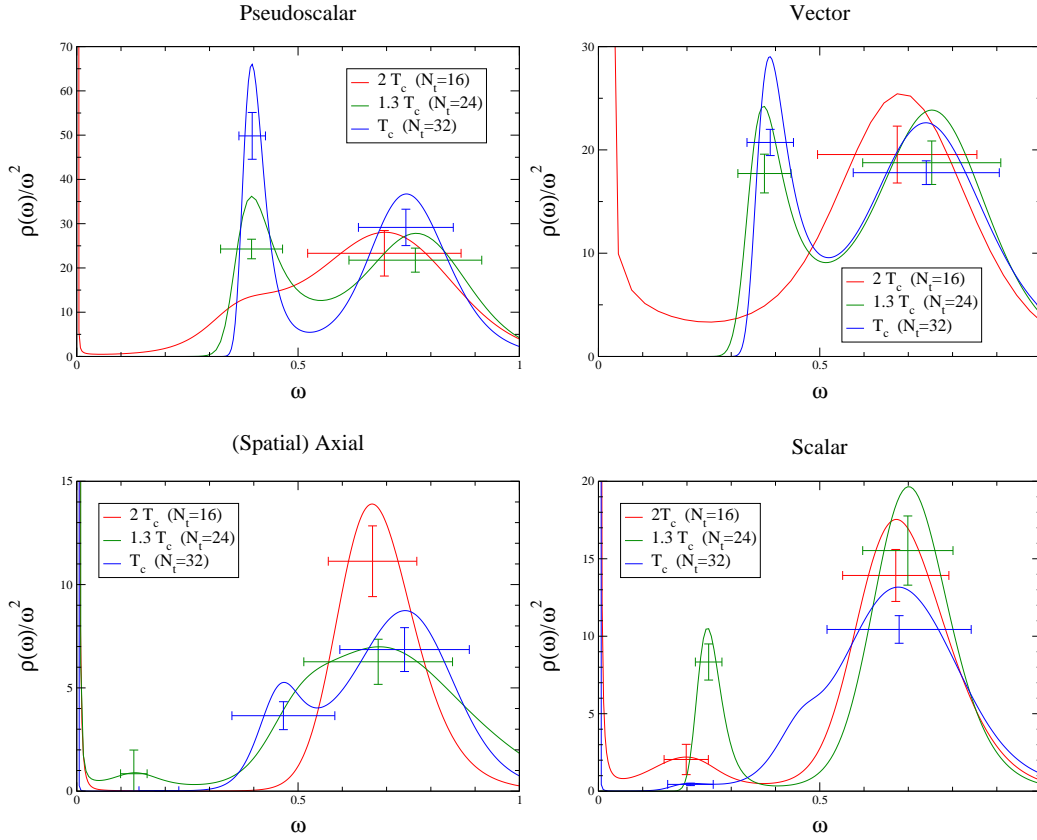 Pseudoscalar
70
60
50
40
30
20
10
0
ρ(ω)/ω²
0
0.5
1
ω
2 T_c (N_t=16)
1.3 T_c (N_t=24)
T_c (N_t=32)
Vector
30
20
10
0
ρ(ω)/ω²
0
0.5
ω
2 T_c (N_t=16)
1.3 T_c (N_t=24)
T_c (N_t=32)
(Spatial) Axial
15
10
5
0
ρ(ω)/ω²
0
0.5
1
ω
2 T_c (N_t=16)
1.3 T_c (N_t=24)
T_c (N_t=32)
Scalar
20
15
10
5
0
ρ(ω)/ω²
0
0.5
ω
2T_c (N_t=16)
1.3 T_c (N_t=24)
T_c (N_t=32)